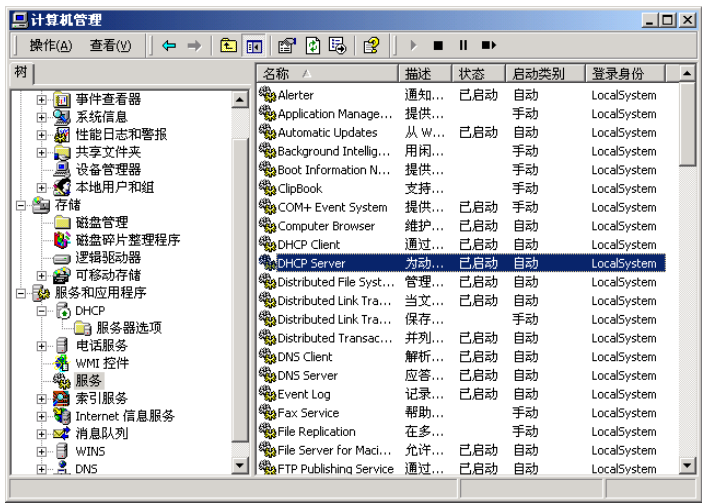 计算机管理
操作(A) 查看(V)
树
事件查看器
系统信息
性能日志和警报
共享文件夹
设备管理器
本地用户和组
存储
磁盘管理
磁盘碎片整理程序
逻辑驱动器
可移动存储
服务和应用程序
DHCP
服务器选项
电话服务
WMI 控件
服务
索引服务
Internet 信息服务
消息队列
WINS
DNS
名称 描述 状态 启动类别 登录身份
Alerter 通知... 已启动 自动 LocalSystem
Application Manage... 提供... 手动 LocalSystem
Automatic Updates 从 W... 已启动 自动 LocalSystem
Background Intellig... 用闲... 手动 LocalSystem
Boot Information N... 提供... 手动 LocalSystem
ClipBook 支持... 手动 LocalSystem
COM+ Event System 提供... 已启动 手动 LocalSystem
Computer Browser 维护... 已启动 自动 LocalSystem
DHCP Client 通过... 已启动 自动 LocalSystem
DHCP Server 为动... 已启动 自动 LocalSystem
Distributed File Syst... 管理... 已启动 自动 LocalSystem
Distributed Link Tra... 当文... 已启动 自动 LocalSystem
Distributed Link Tra... 保存... 手动 LocalSystem
Distributed Transac... 并列... 已启动 自动 LocalSystem
DNS Client 解析... 已启动 自动 LocalSystem
DNS Server 应答... 已启动 自动 LocalSystem
Event Log 记录... 已启动 自动 LocalSystem
Fax Service 帮助... 手动 LocalSystem
File Replication 在多... 手动 LocalSystem
File Server for Maci... 允许... 已启动 自动 LocalSystem
FTP Publishing Service 通过... 已启动 自动 LocalSystem